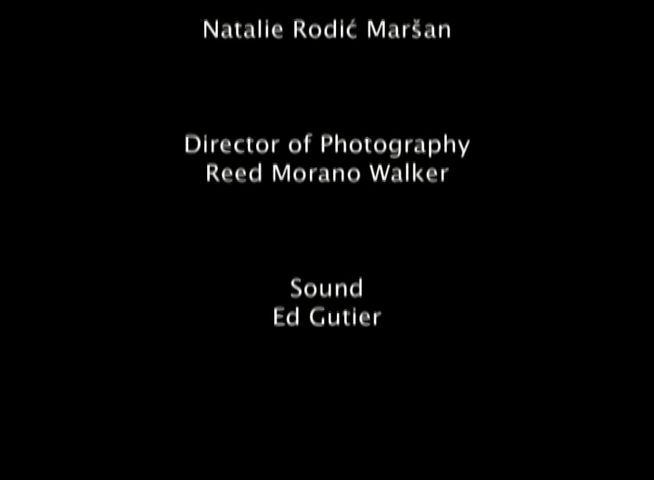 Natalie Rodić Maršan
Director of Photography
Reed Morano Walker
Sound
Ed Gutier